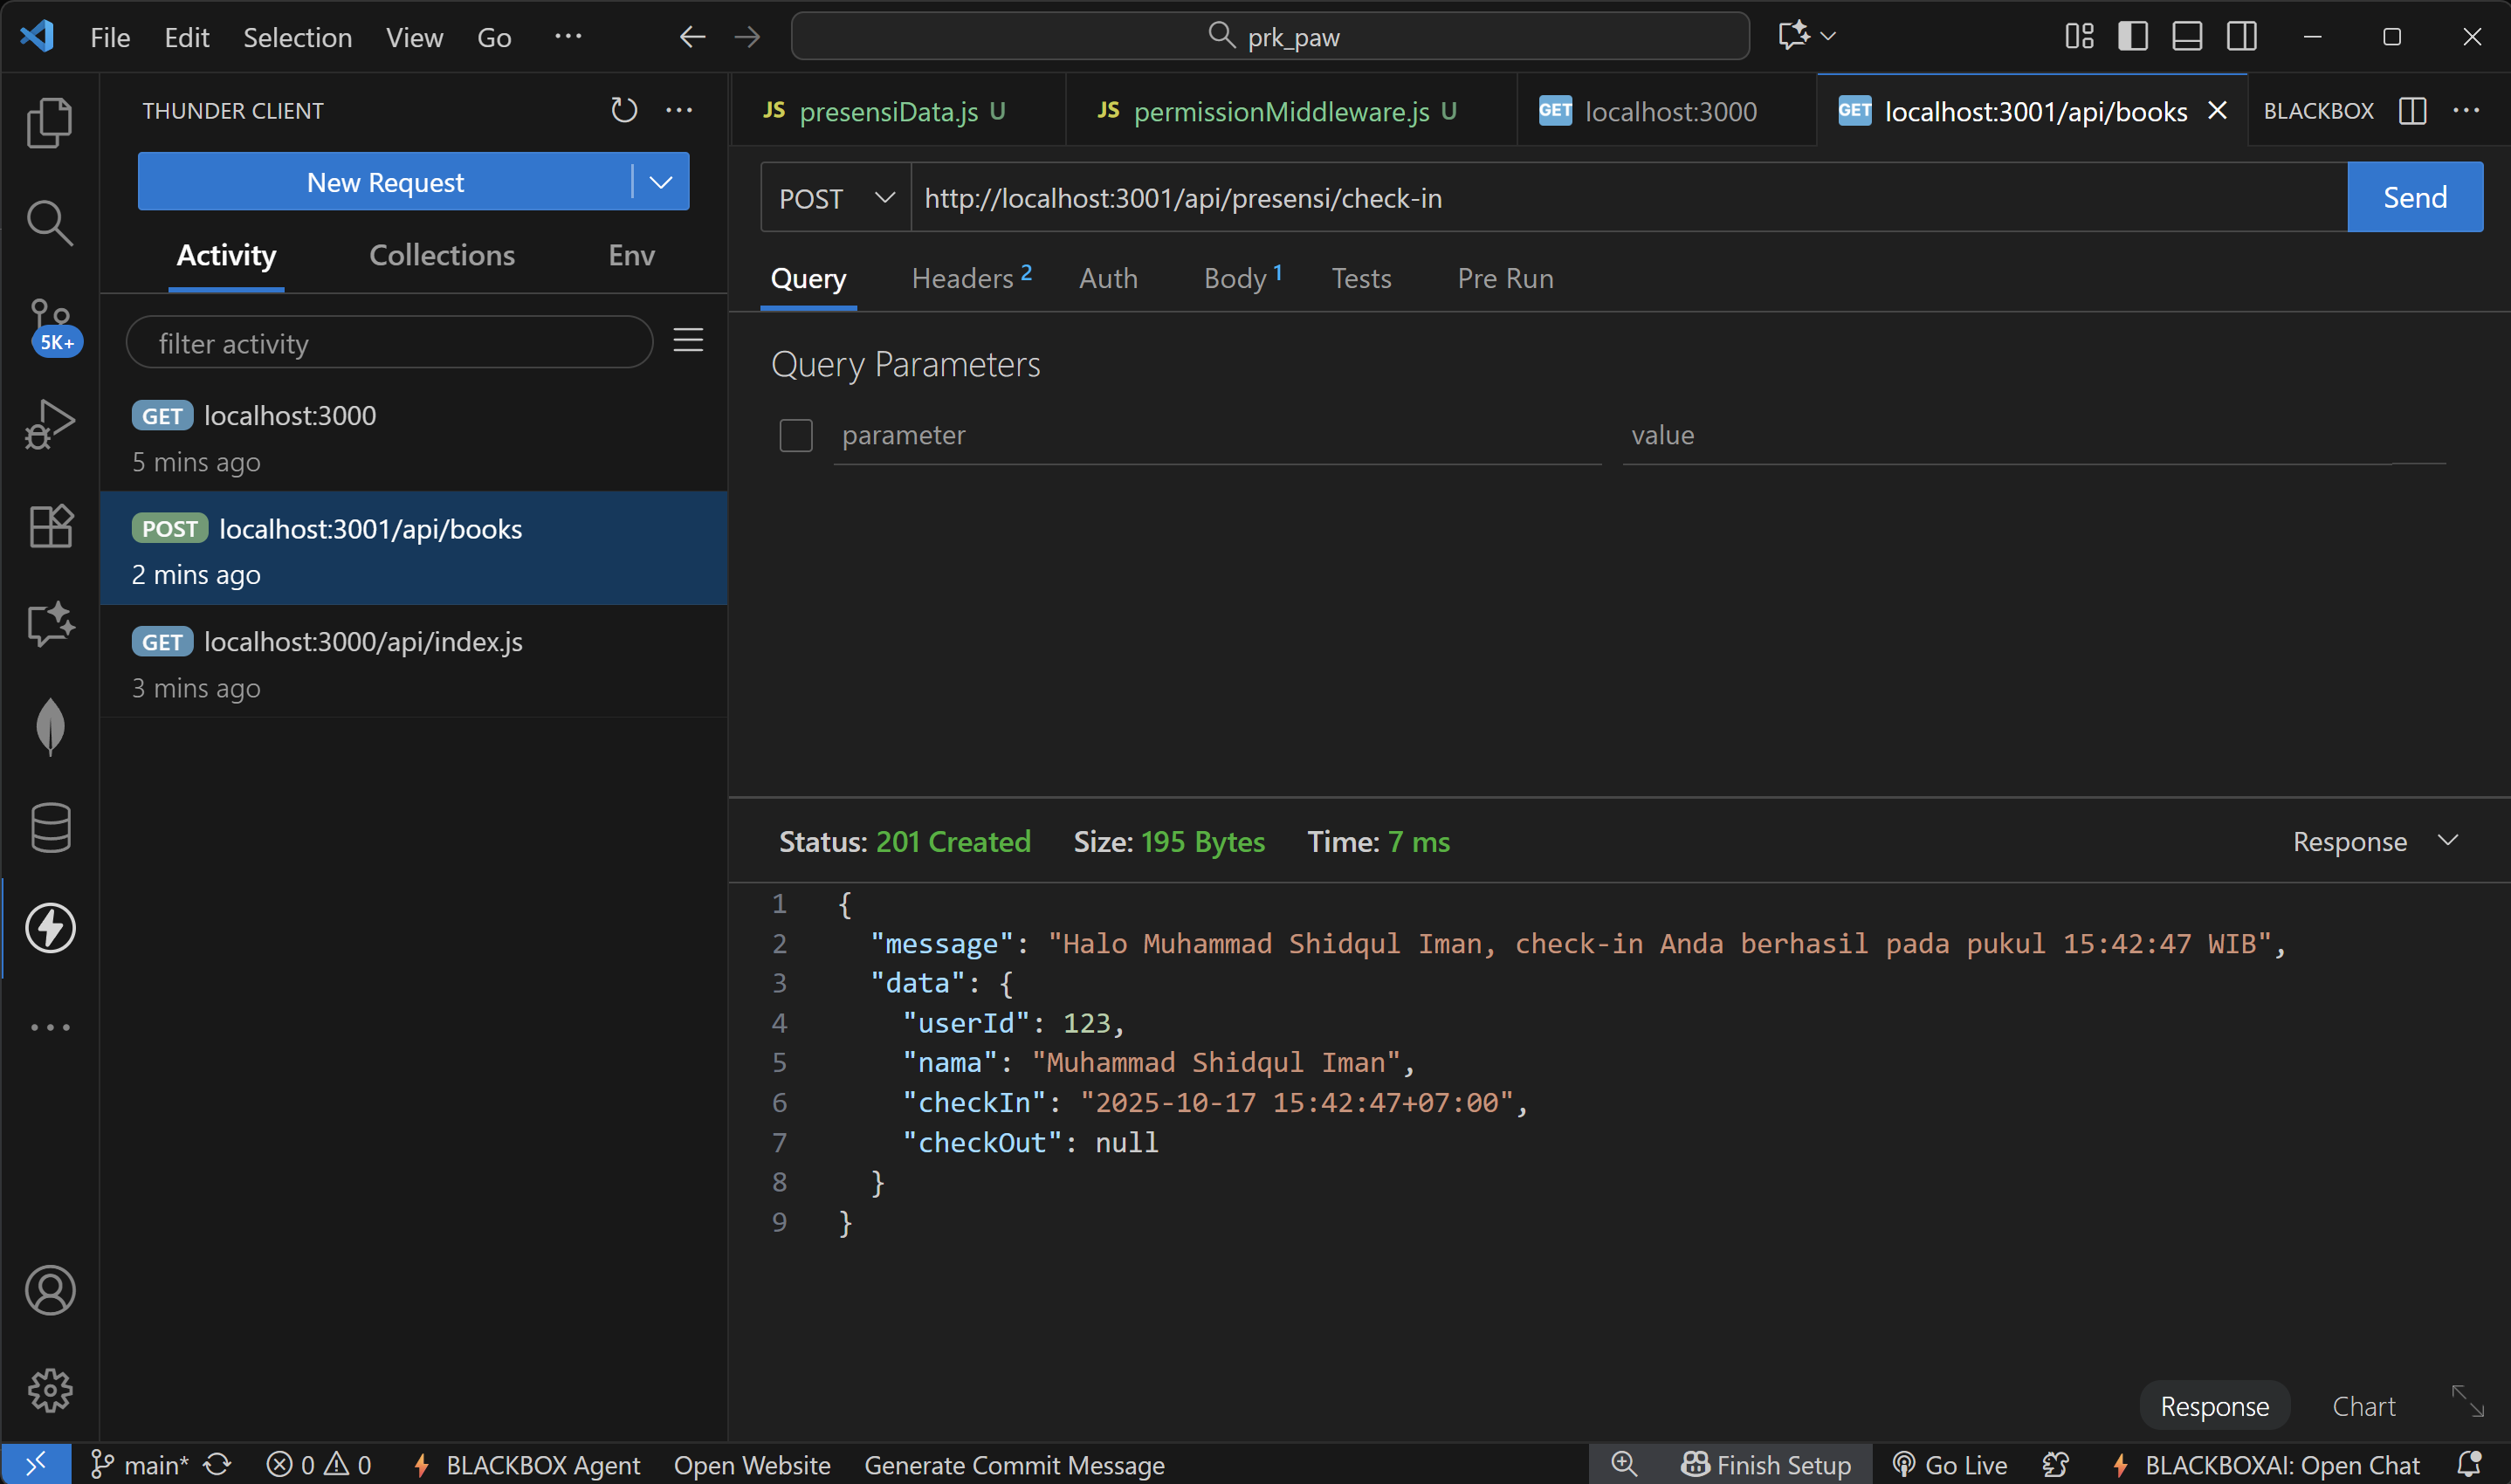 File Edit Selection View Go ··· prk_paw
THUNDER CLIENT
New Request
Activity Collections Env
filter activity
GET localhost:3000
5 mins ago
POST localhost:3001/api/books
2 mins ago
GET localhost:3000/api/index.js
3 mins ago
5K+
JS presensiData.js U JS permissionMiddleware.js U GET localhost:3000 GET localhost:3001/api/books BLACKBOX
POST http://localhost:3001/api/presensi/check-in Send
Query Headers 2 Auth Body 1 Tests Pre Run
Query Parameters
parameter value
Status: 201 Created Size: 195 Bytes Time: 7 ms Response
1 {
2 "message": "Halo Muhammad Shidqul Iman, check-in Anda berhasil pada pukul 15:42:47 WIB",
3 "data": {
4 "userId": 123,
5 "nama": "Muhammad Shidqul Iman",
6 "checkIn": "2025-10-17 15:42:47+07:00",
7 "checkOut": null
8 }
9 }
Response Chart
main* 0 0 BLACKBOX Agent Open Website Generate Commit Message Finish Setup Go Live BLACKBOXAI: Open Chat